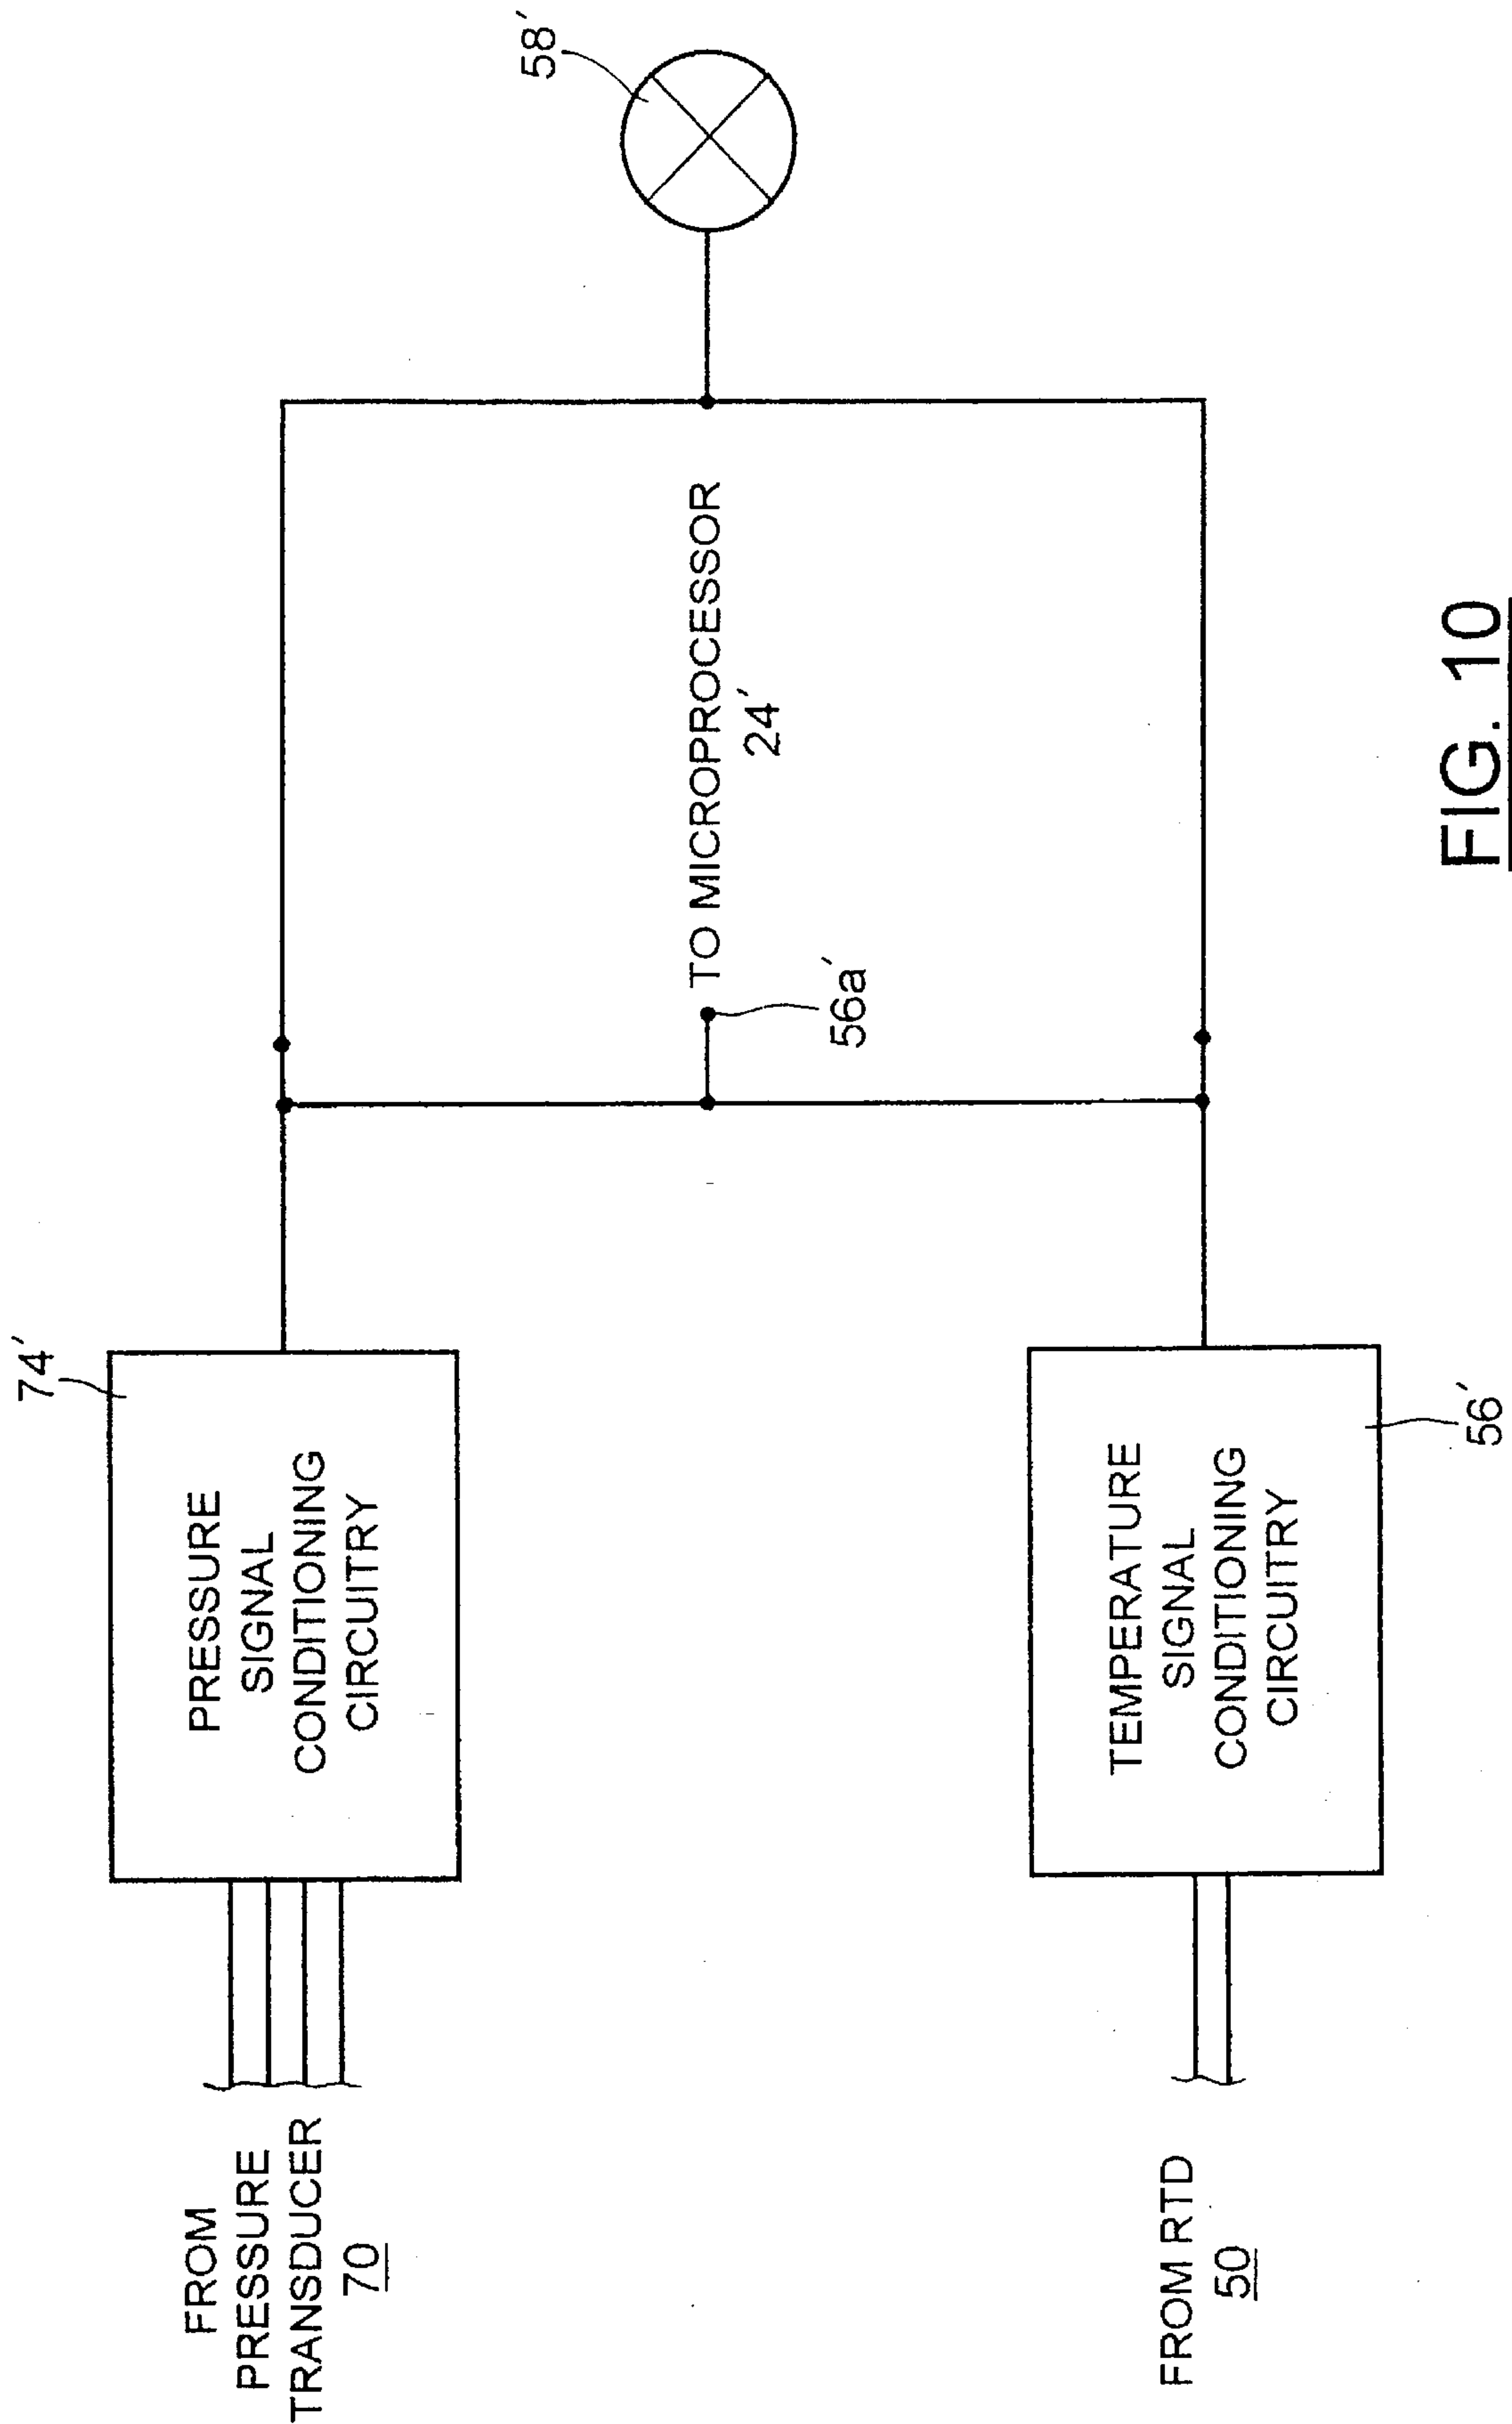 FROM
PRESSURE
TRANSDUCER
70
PRESSURE
SIGNAL
CONDITIONING
CIRCUITRY
74′
58′
TO MICROPROCESSOR
24′
56a′
FROM RTD
50
TEMPERATURE
SIGNAL
CONDITIONING
CIRCUITRY
56′
FIG. 10